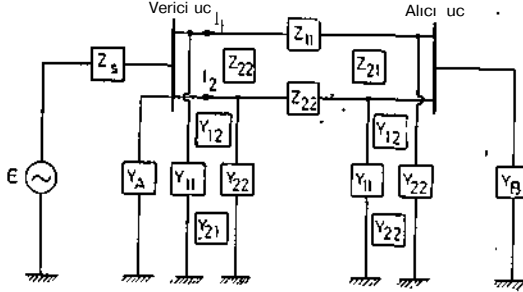 Verici uc
Alıcı uc
I1
Z11
Zs
Z22
Z21
I2
Z22
Y12
Y12
E
YA
Y11
Y22
Y11
Y22
YB
Y21
Y22